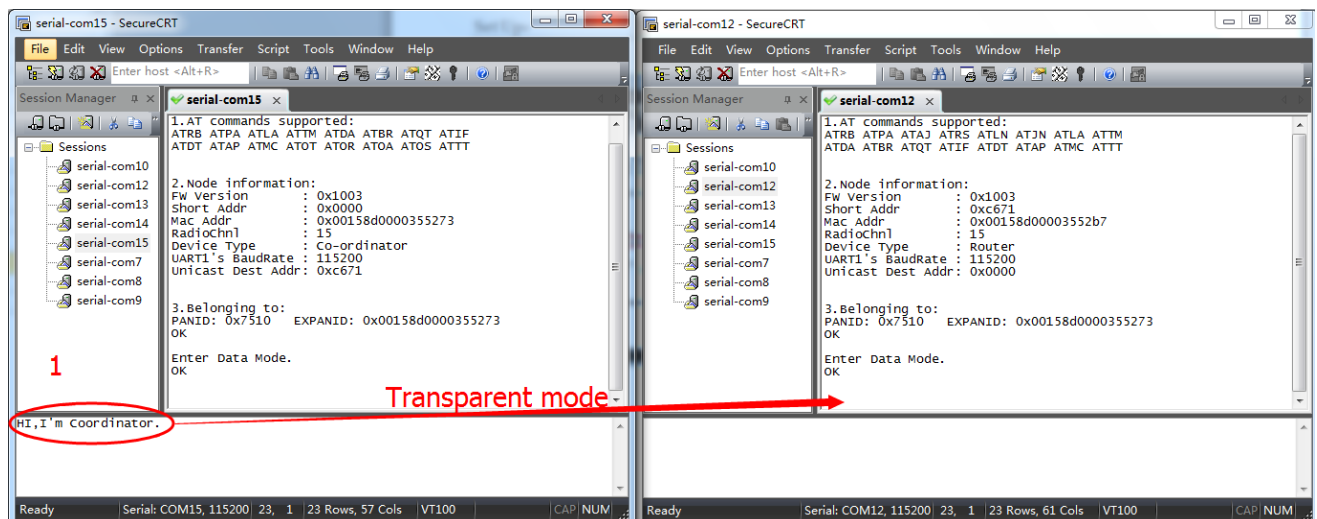 serial-com15 - SecureCRT
File Edit View Options Transfer Script Tools Window Help
Enter host <Alt+R>
Session Manager
serial-com15
Sessions
serial-com10
serial-com12
serial-com13
serial-com14
serial-com15
serial-com7
serial-com8
serial-com9
1.AT commands supported:
ATRB ATPA ATLA ATTM ATDA ATBR ATQT ATIF
ATDT ATAP ATMC ATOT ATOR ATOA ATOS ATTT
2.Node information:
FW Version : 0x1003
Short Addr : 0x0000
Mac Addr : 0x00158d0000355273
RadioChnl : 15
Device Type : Co-ordinator
UART1's BaudRate : 115200
Unicast Dest Addr: 0xc671
3.Belonging to:
PANID: 0x7510 EXPANID: 0x00158d0000355273
OK
Enter Data Mode.
OK
1
Transparent mode
HI,I'm Coordinator.
Ready Serial: COM15, 115200 23, 1 23 Rows, 57 Cols VT100 CAP NUM
serial-com12 - SecureCRT
File Edit View Options Transfer Script Tools Window Help
Enter host <Alt+R>
Session Manager
serial-com12
Sessions
serial-com10
serial-com12
serial-com13
serial-com14
serial-com15
serial-com7
serial-com8
serial-com9
1.AT commands supported:
ATRB ATPA ATAJ ATRS ATLN ATJN ATLA ATTM
ATDA ATBR ATQT ATIF ATDT ATAP ATMC ATTT
2.Node information:
FW Version : 0x1003
Short Addr : 0xc671
Mac Addr : 0x00158d00003552b7
RadioChnl : 15
Device Type : Router
UART1's BaudRate : 115200
Unicast Dest Addr: 0x0000
3.Belonging to:
PANID: 0x7510 EXPANID: 0x00158d0000355273
OK
Enter Data Mode.
OK
Ready Serial: COM12, 115200 23, 1 23 Rows, 61 Cols VT100 CAP NUM